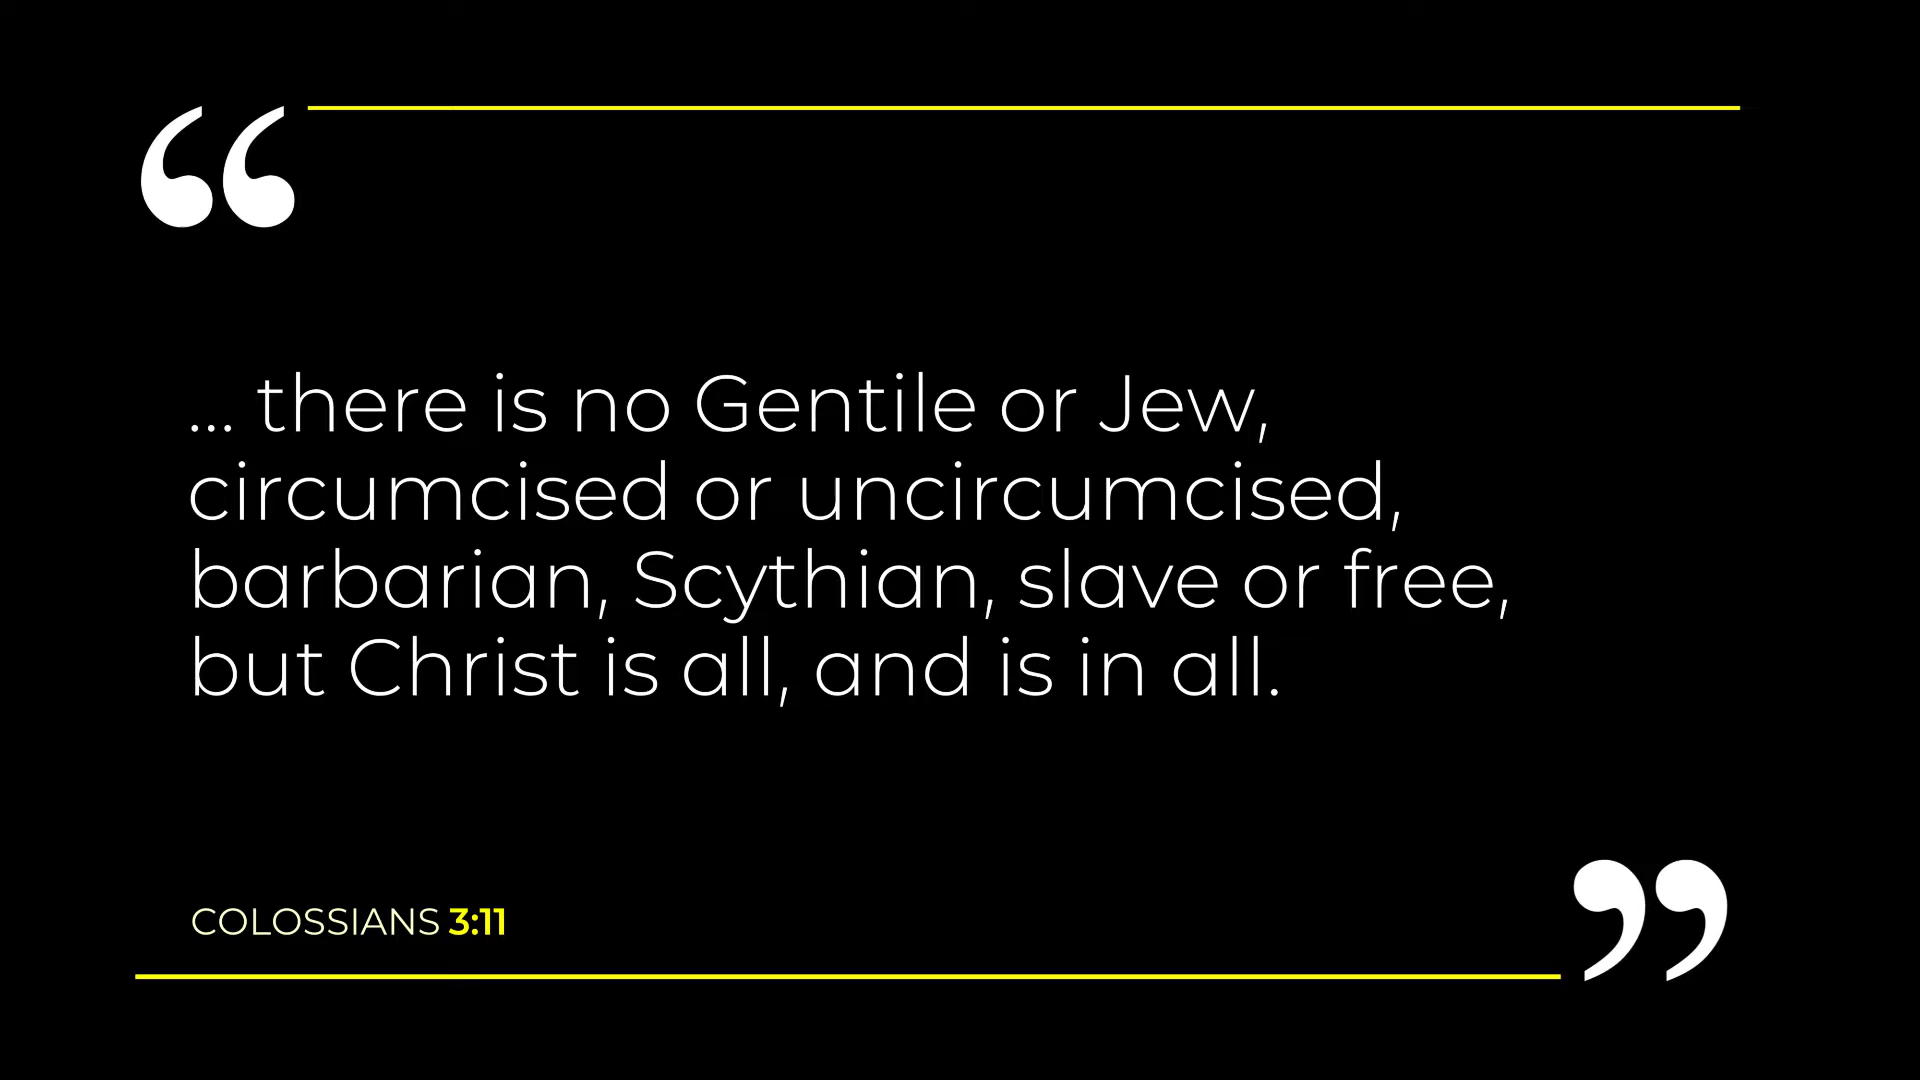 “
... there is no Gentile or Jew,
circumcised or uncircumcised,
barbarian, Scythian, slave or free,
but Christ is all, and is in all.
COLOSSIANS 3:11
”